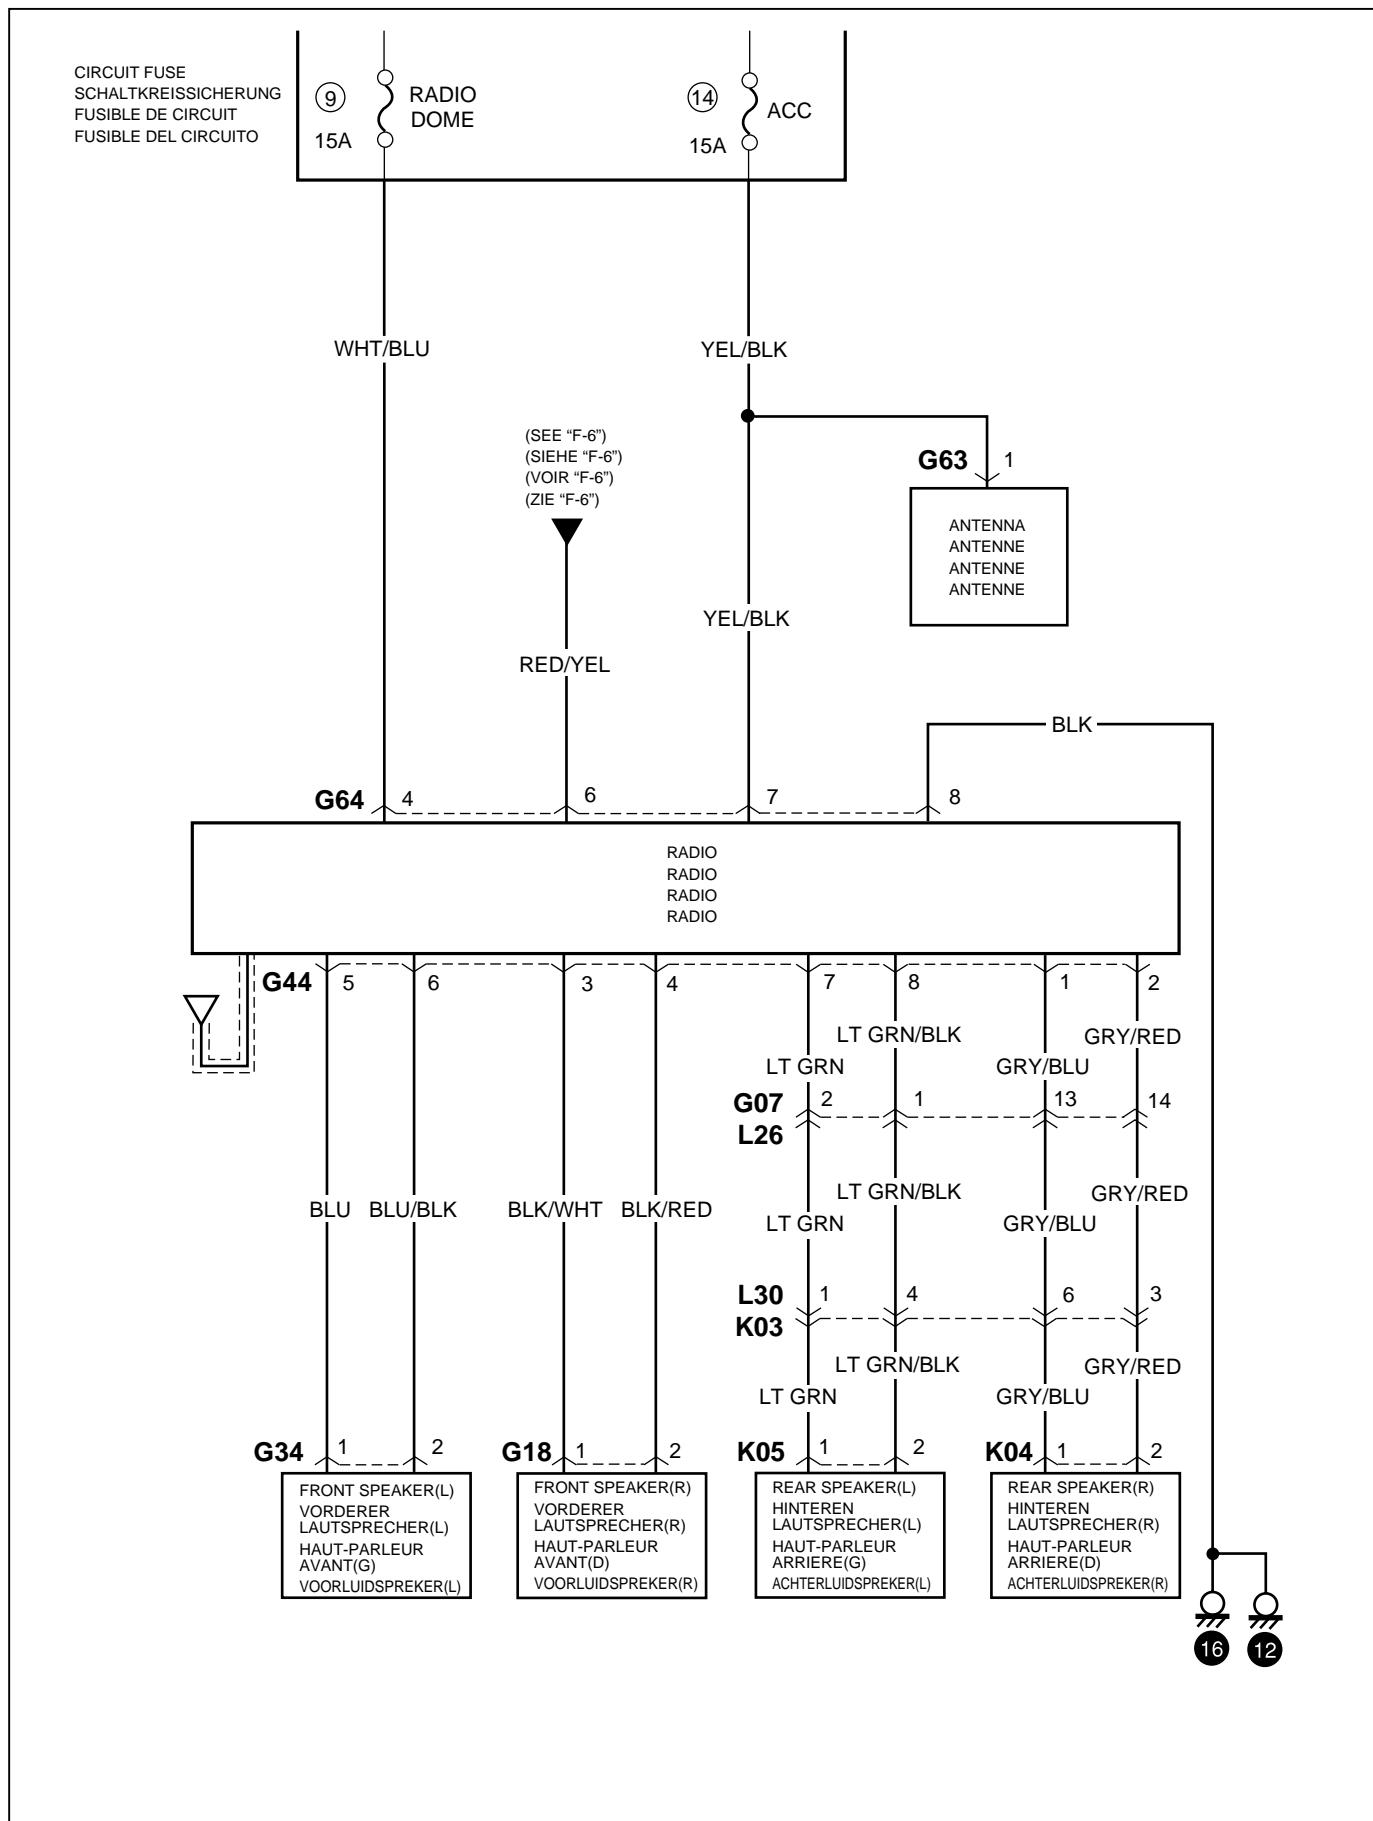 CIRCUIT FUSE
SCHALTKREISSICHERUNG
FUSIBLE DE CIRCUIT
FUSIBLE DEL CIRCUITO
9
15A
RADIO
DOME
14
15A
ACC
WHT/BLU
YEL/BLK
(SEE “F-6”)
(SIEHE “F-6”)
(VOIR “F-6”)
(ZIE “F-6”)
G63 1
ANTENNA
ANTENNE
ANTENNE
ANTENNE
YEL/BLK
RED/YEL
BLK
G64 4 6 7 8
RADIO
RADIO
RADIO
RADIO
G44 5 6 3 4 7 8 1 2
LT GRN/BLK GRY/RED
LT GRN GRY/BLU
G07 2 1 13 14
L26
LT GRN/BLK GRY/RED
BLU BLU/BLK BLK/WHT BLK/RED
LT GRN GRY/BLU
L30 1 4 6 3
K03
LT GRN/BLK GRY/RED
LT GRN GRY/BLU
G34 1 2 G18 1 2 K05 1 2 K04 1 2
FRONT SPEAKER(L)
VORDERER
LAUTSPRECHER(L)
HAUT-PARLEUR
AVANT(G)
VOORLUIDSPREKER(L)
FRONT SPEAKER(R)
VORDERER
LAUTSPRECHER(R)
HAUT-PARLEUR
AVANT(D)
VOORLUIDSPREKER(R)
REAR SPEAKER(L)
HINTEREN
LAUTSPRECHER(L)
HAUT-PARLEUR
ARRIERE(G)
ACHTERLUIDSPREKER(L)
REAR SPEAKER(R)
HINTEREN
LAUTSPRECHER(R)
HAUT-PARLEUR
ARRIERE(D)
ACHTERLUIDSPREKER(R)
16 12